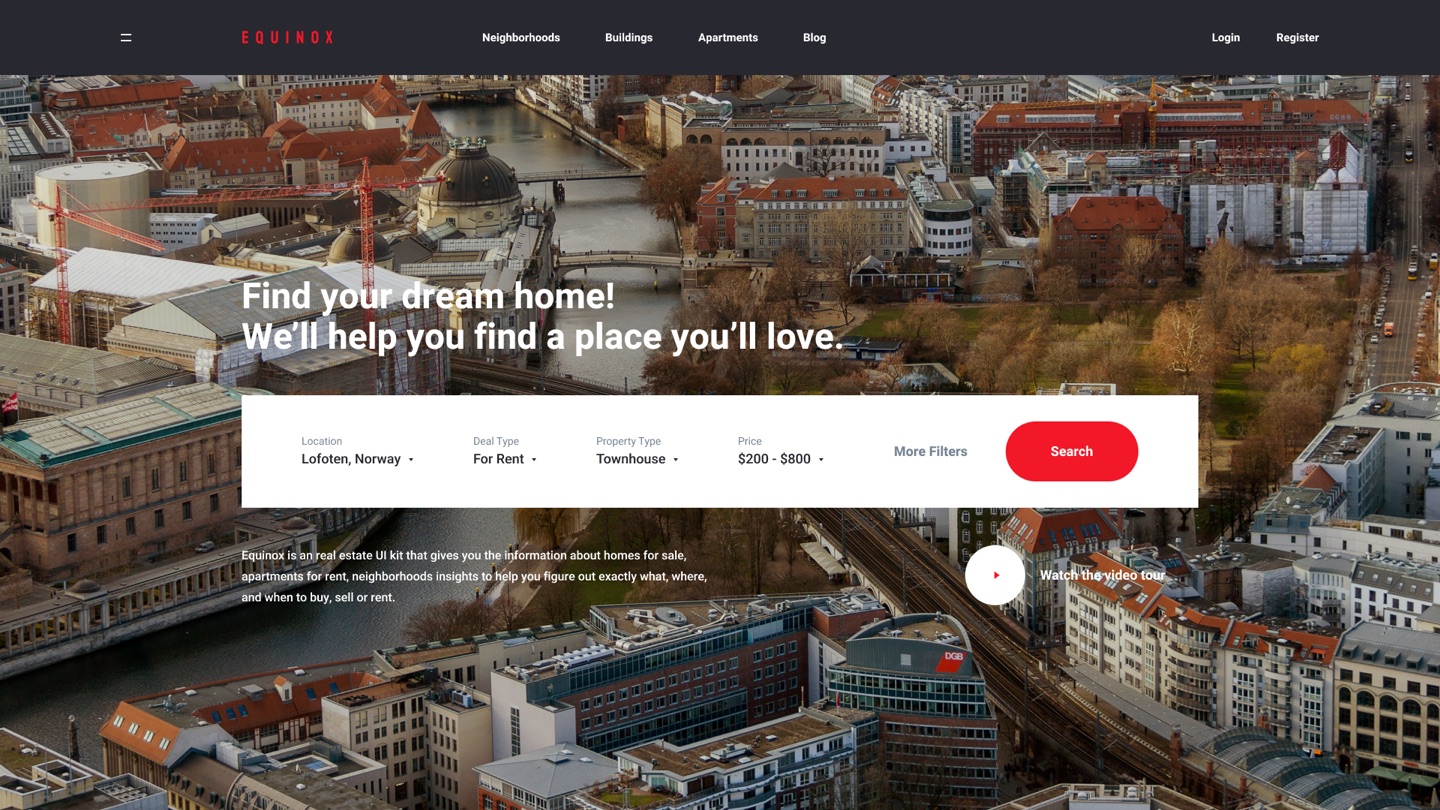 EQUINOX
Neighborhoods
Buildings
Apartments
Blog
Login
Register
Find your dream home!
We’ll help you find a place you’ll love.
Location
Lofoten, Norway
Deal Type
For Rent
Property Type
Townhouse
Price
$200 - $800
More Filters
Search
Equinox is an real estate UI kit that gives you the information about homes for sale,
apartments for rent, neighborhoods insights to help you figure out exactly what, where,
and when to buy, sell or rent.
Watch the video tour
DGB